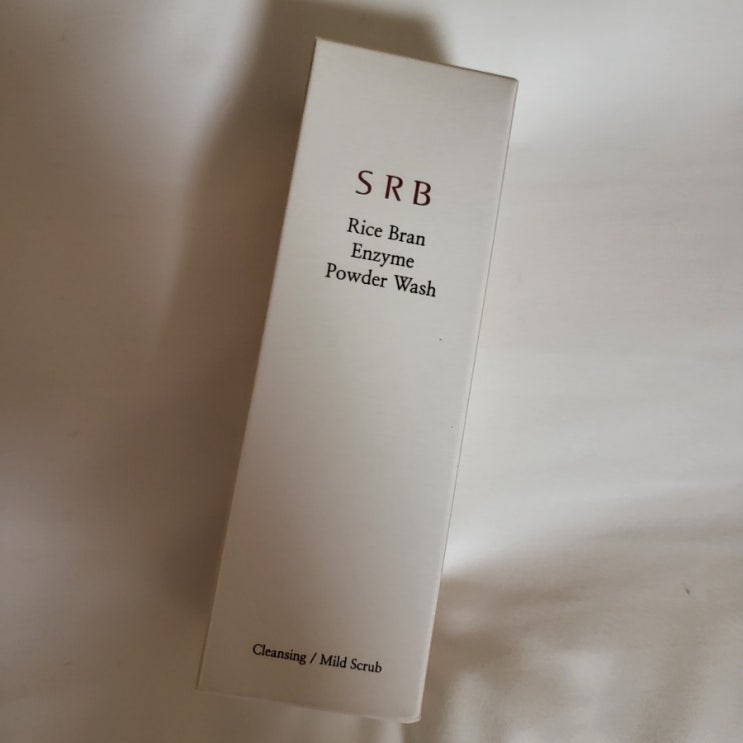 SRB
Rice Bran
Enzyme
Powder Wash
Cleansing / Mild Scrub